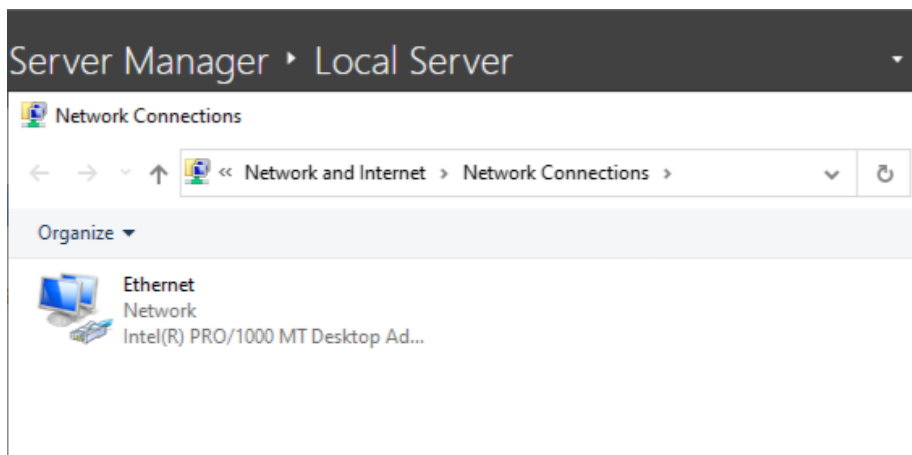 Server Manager ‣ Local Server
Network Connections
« Network and Internet > Network Connections >
Organize
Ethernet
Network
Intel(R) PRO/1000 MT Desktop Ad...